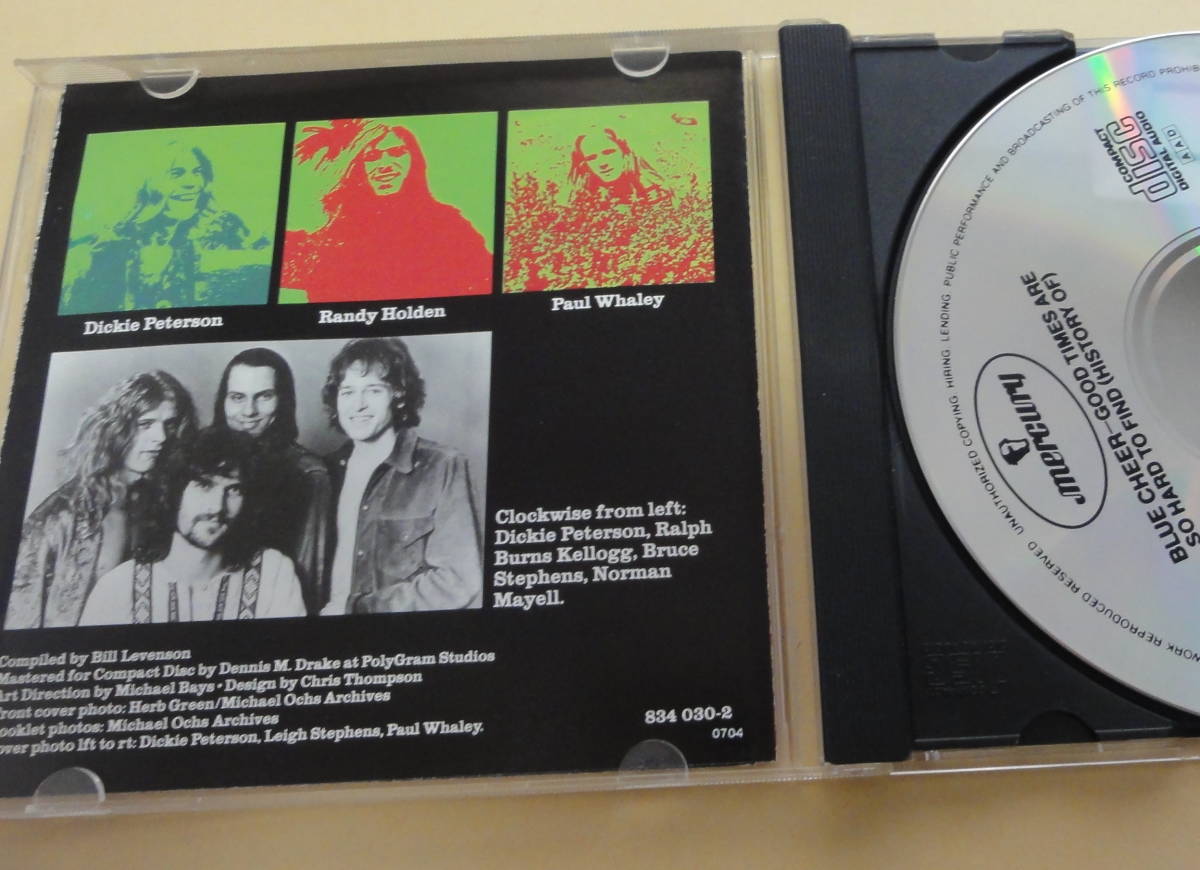 Dickie Peterson
Randy Holden
Paul Whaley
Clockwise from left:
Dickie Peterson, Ralph
Burns Kellogg, Bruce
Stephens, Norman
Mayell.
Compiled by Bill Levenson
Mastered for Compact Disc by Dennis M. Drake at PolyGram Studios
Art Direction by Michael Bays • Design by Chris Thompson
front cover photo: Herb Green/Michael Ochs Archives
ooklet photos: Michael Ochs Archives
over photo lft to rt: Dickie Peterson, Leigh Stephens, Paul Whaley.
834 030-2
0704
WORK REPRODUCED RESERVED UNAUTHORIZED COPYING. HIRING. LENDING. PUBLIC PERFORMANCE AND BROADCASTING OF THIS RECORD PROHIB
COMPACT
disc
DIGITAL AUDIO
AAD
mercury
BLUE CHEER–GOOD TIMES ARE
SO HARD TO FIND (HISTORY OF)